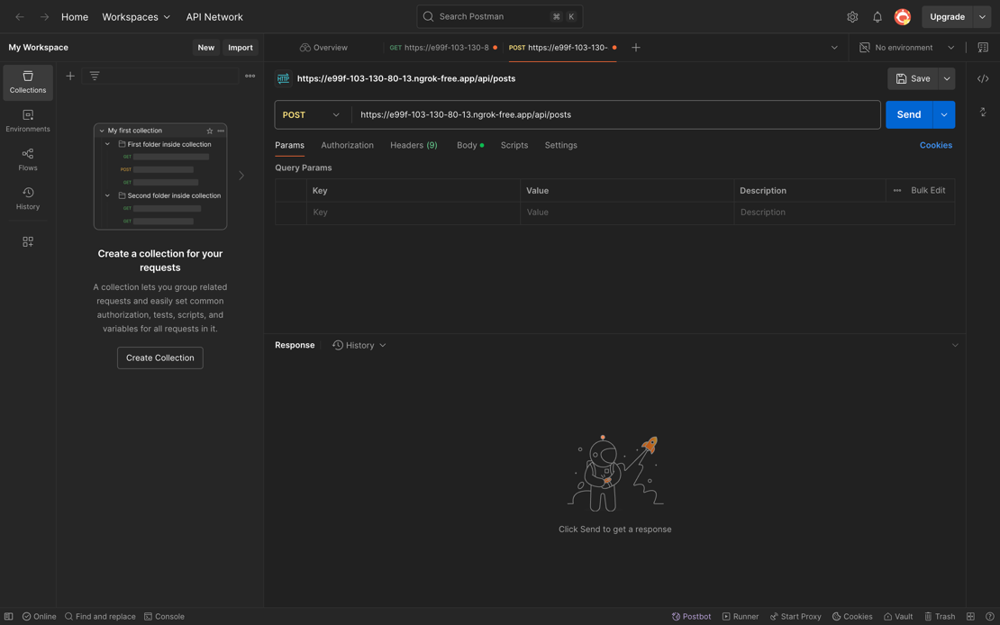 Home Workspaces API Network Search Postman ⌘ K Upgrade
My Workspace New Import Overview GET https://e99f-103-130-8 POST https://e99f-103-130- No environment
Collections
Environments
Flows
History
My first collection
First folder inside collection
GET
POST
GET
Second folder inside collection
GET
GET
Create a collection for your
requests
A collection lets you group related
requests and easily set common
authorization, tests, scripts, and
variables for all requests in it.
Create Collection
HTTP https://e99f-103-130-80-13.ngrok-free.app/api/posts Save
POST https://e99f-103-130-80-13.ngrok-free.app/api/posts Send
Params Authorization Headers (9) Body Scripts Settings Cookies
Query Params
Key Value Description Bulk Edit
Key Value Description
Response History
Click Send to get a response
Online Find and replace Console Postbot Runner Start Proxy Cookies Vault Trash